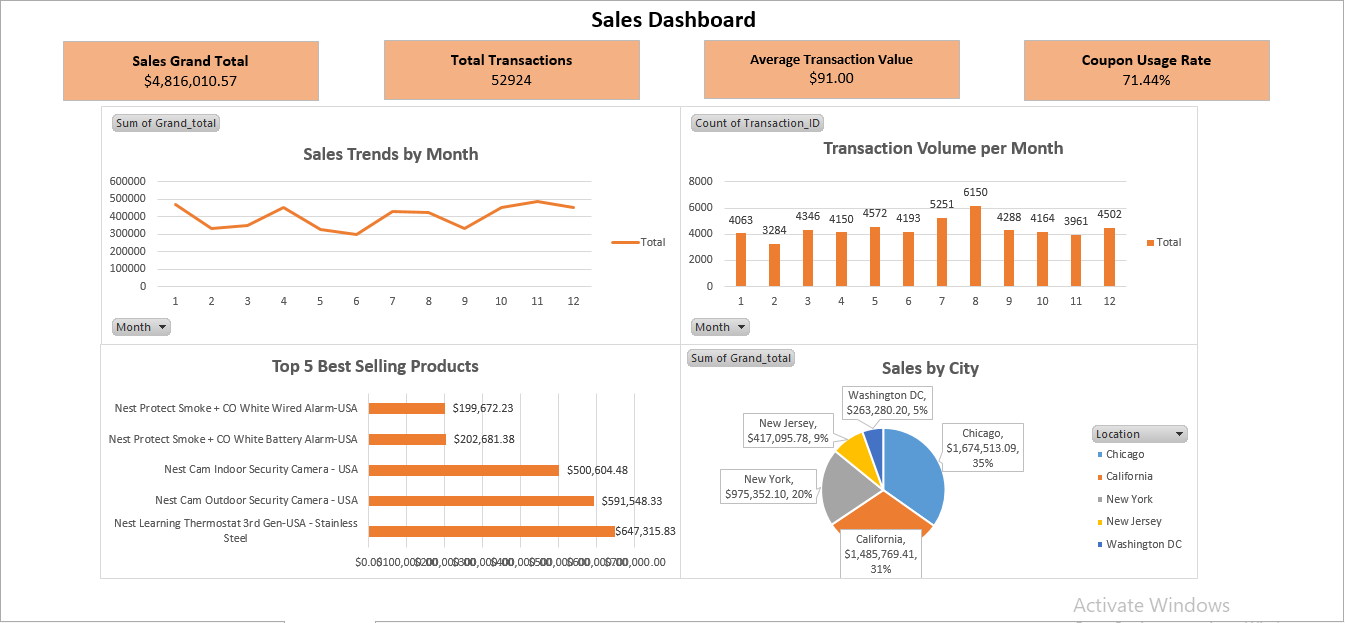 Sales Dashboard
Sales Grand Total
$4,816,010.57
Total Transactions
52924
Average Transaction Value
$91.00
Coupon Usage Rate
71.44%
Sum of Grand_total
Sales Trends by Month
600000
500000
400000
300000
200000
100000
0
1 2 3 4 5 6 7 8 9 10 11 12
Total
Month
Count of Transaction_ID
Transaction Volume per Month
8000
6000
4000
2000
0
4063
3284
4346
4150
4572
4193
5251
6150
4288
4164
3961
4502
1 2 3 4 5 6 7 8 9 10 11 12
Total
Month
Top 5 Best Selling Products
Nest Protect Smoke + CO White Wired Alarm-USA
$199,672.23
Nest Protect Smoke + CO White Battery Alarm-USA
$202,681.38
Nest Cam Indoor Security Camera - USA
$500,604.48
Nest Cam Outdoor Security Camera - USA
$591,548.33
Nest Learning Thermostat 3rd Gen-USA - Stainless
Steel
$647,315.83
$0.00 $100,000.00 $200,000.00 $300,000.00 $400,000.00 $500,000.00 $600,000.00 $700,000.00
Sum of Grand_total
Sales by City
Washington DC,
$263,280.20, 5%
New Jersey,
$417,095.78, 9%
Chicago,
$1,674,513.09,
35%
New York,
$975,352.10, 20%
California,
$1,485,769.41,
31%
Location
Chicago
California
New York
New Jersey
Washington DC
Activate Windows